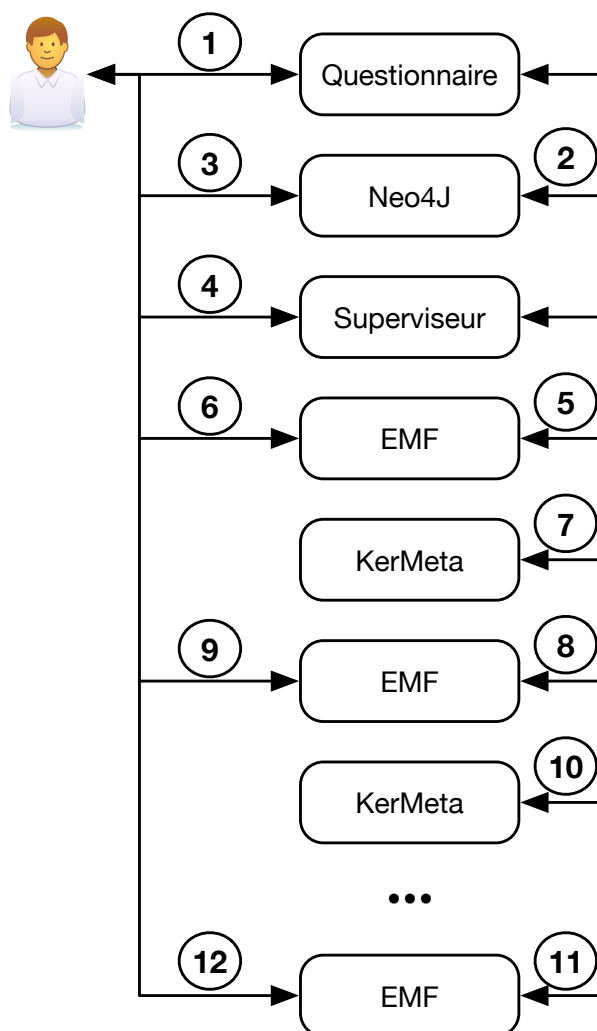 1
Questionnaire
3
Neo4J
2
4
Superviseur
6
EMF
5
KerMeta
7
9
EMF
8
KerMeta
10
•••
12
EMF
11